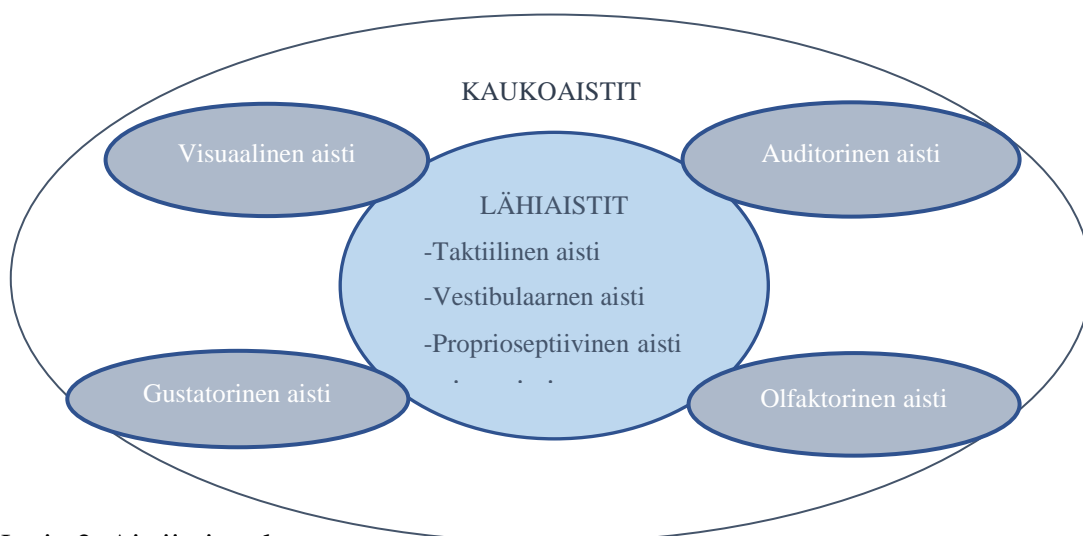 KAUKOAISTIT
Visuaalinen aisti
Auditorinen aisti
LÄHIAISTIT
-Taktiilinen aisti
-Vestibulaarnen aisti
-Proprioseptiivinen aisti
Gustatorinen aisti
Olfaktorinen aisti